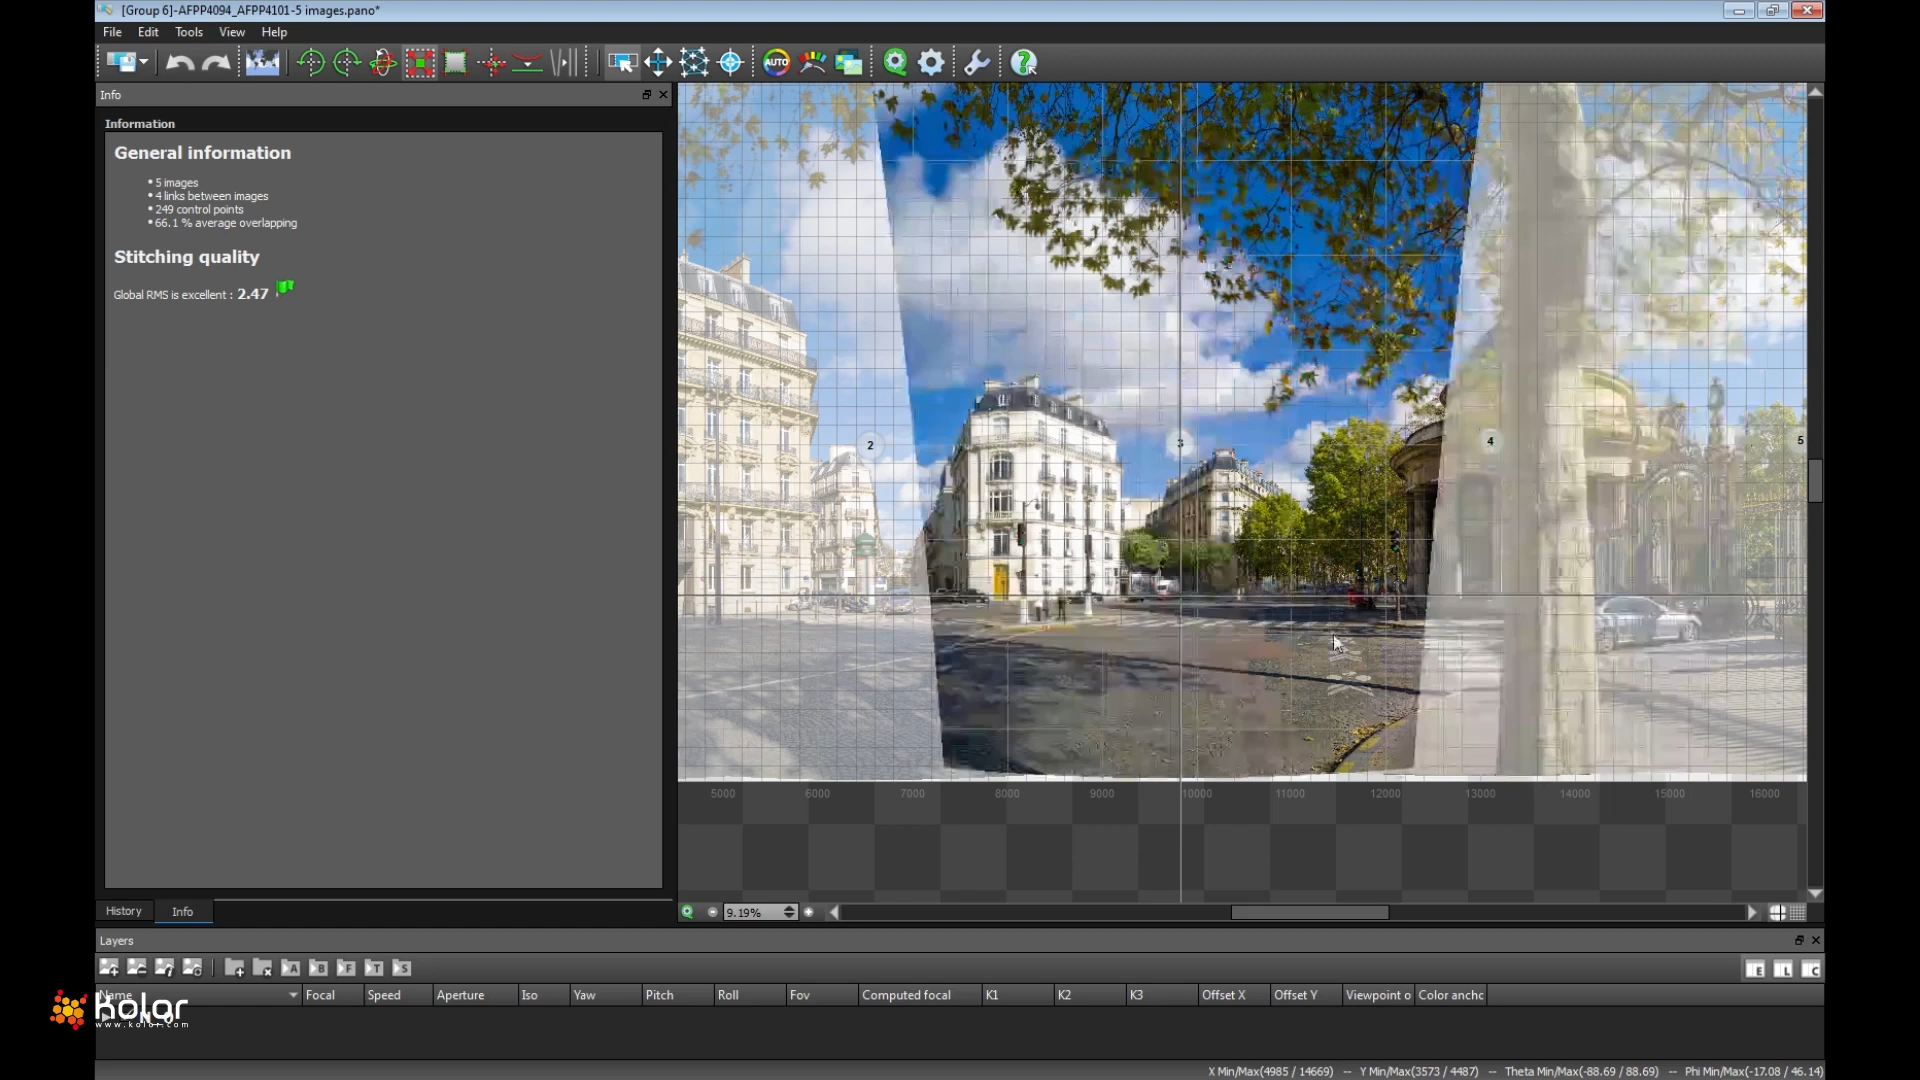 [Group 6]-AFPP4094_AFPP4101-5 images.pano*
File Edit Tools View Help
AUTO
Info
Information
General information
5 images
4 links between images
249 control points
66.1 % average overlapping
Stitching quality
Global RMS is excellent : 2.47
2 3 4 5
5000 6000 7000 8000 9000 10000 11000 12000 13000 14000 15000 16000
History Info
9.19%
Layers
A B F T S
E L C
Name Focal Speed Aperture Iso Yaw Pitch Roll Fov Computed focal K1 K2 K3 Offset X Offset Y Viewpoint o Color anchc
kolor
www.kolor.com
X Min/Max(4985 / 14669) -- Y Min/Max(3573 / 4487) -- Theta Min/Max(-88.69 / 88.69) -- Phi Min/Max(-17.08 / 46.14)